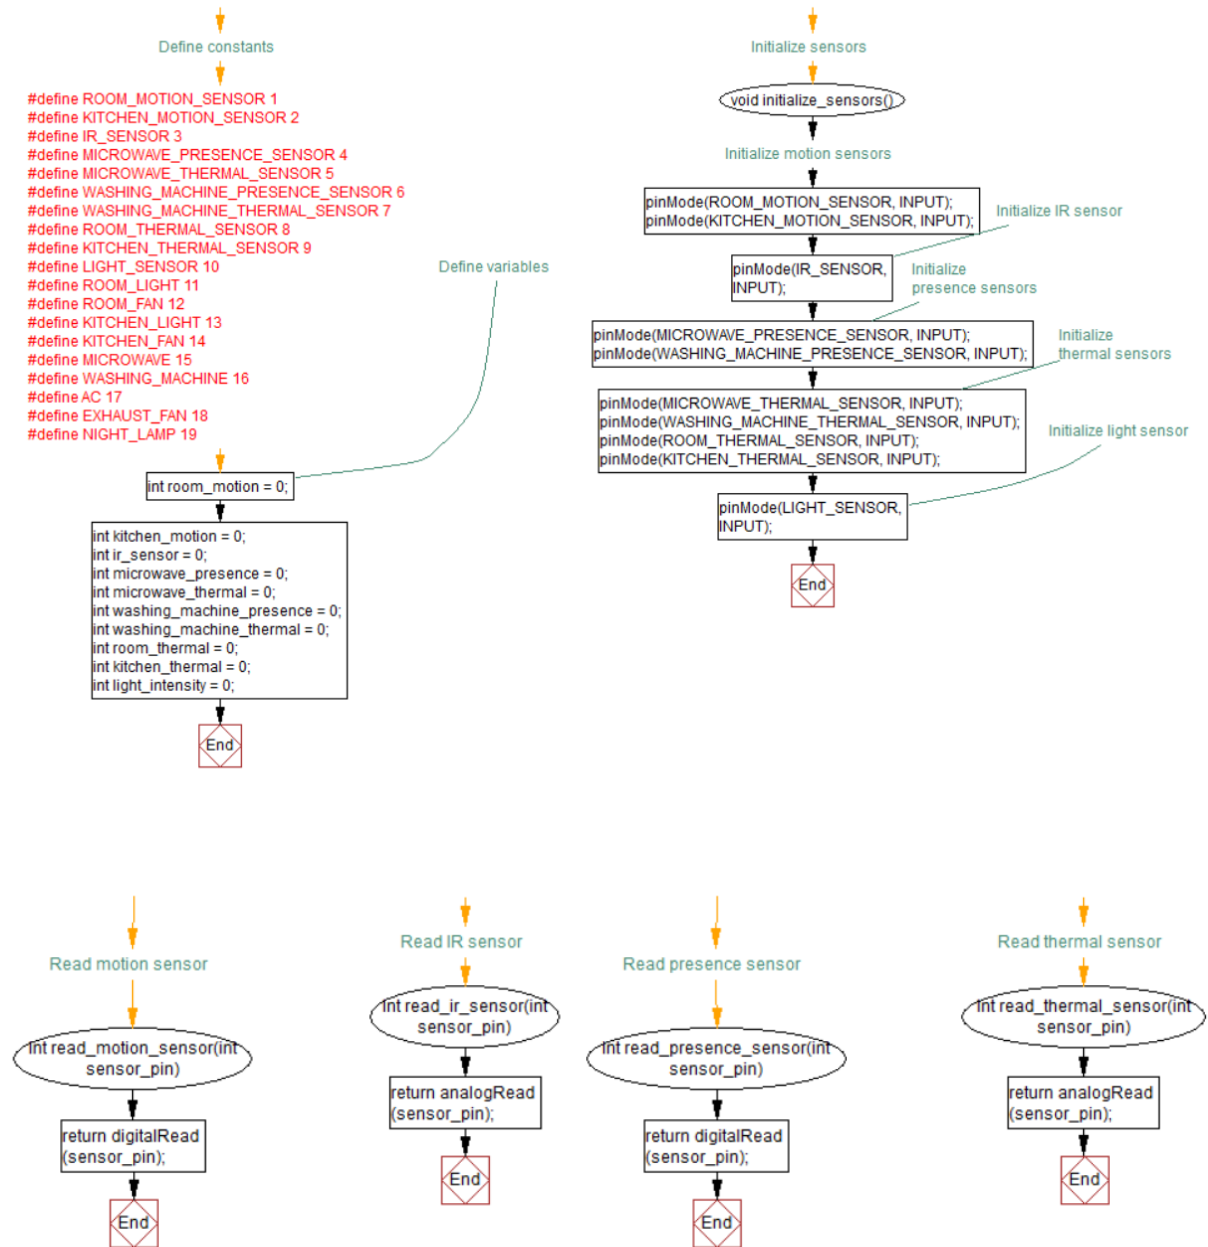 Define constants
#define ROOM_MOTION_SENSOR 1
#define KITCHEN_MOTION_SENSOR 2
#define IR_SENSOR 3
#define MICROWAVE_PRESENCE_SENSOR 4
#define MICROWAVE_THERMAL_SENSOR 5
#define WASHING_MACHINE_PRESENCE_SENSOR 6
#define WASHING_MACHINE_THERMAL_SENSOR 7
#define ROOM_THERMAL_SENSOR 8
#define KITCHEN_THERMAL_SENSOR 9
#define LIGHT_SENSOR 10
#define ROOM_LIGHT 11
#define ROOM_FAN 12
#define KITCHEN_LIGHT 13
#define KITCHEN_FAN 14
#define MICROWAVE 15
#define WASHING_MACHINE 16
#define AC 17
#define EXHAUST_FAN 18
#define NIGHT_LAMP 19
Define variables
int room_motion = 0;
int kitchen_motion = 0;
int ir_sensor = 0;
int microwave_presence = 0;
int microwave_thermal = 0;
int washing_machine_presence = 0;
int washing_machine_thermal = 0;
int room_thermal = 0;
int kitchen_thermal = 0;
int light_intensity = 0;
End
Initialize sensors
void initialize_sensors()
Initialize motion sensors
pinMode(ROOM_MOTION_SENSOR, INPUT);
pinMode(KITCHEN_MOTION_SENSOR, INPUT);
Initialize IR sensor
pinMode(IR_SENSOR,
INPUT);
Initialize
presence sensors
pinMode(MICROWAVE_PRESENCE_SENSOR, INPUT);
pinMode(WASHING_MACHINE_PRESENCE_SENSOR, INPUT);
Initialize
thermal sensors
pinMode(MICROWAVE_THERMAL_SENSOR, INPUT);
pinMode(WASHING_MACHINE_THERMAL_SENSOR, INPUT);
pinMode(ROOM_THERMAL_SENSOR, INPUT);
pinMode(KITCHEN_THERMAL_SENSOR, INPUT);
Initialize light sensor
pinMode(LIGHT_SENSOR,
INPUT);
End
Read motion sensor
int read_motion_sensor(int
sensor_pin)
return digitalRead
(sensor_pin);
End
Read IR sensor
int read_ir_sensor(int
sensor_pin)
return analogRead
(sensor_pin);
End
Read presence sensor
int read_presence_sensor(int
sensor_pin)
return digitalRead
(sensor_pin);
End
Read thermal sensor
int read_thermal_sensor(int
sensor_pin)
return analogRead
(sensor_pin);
End